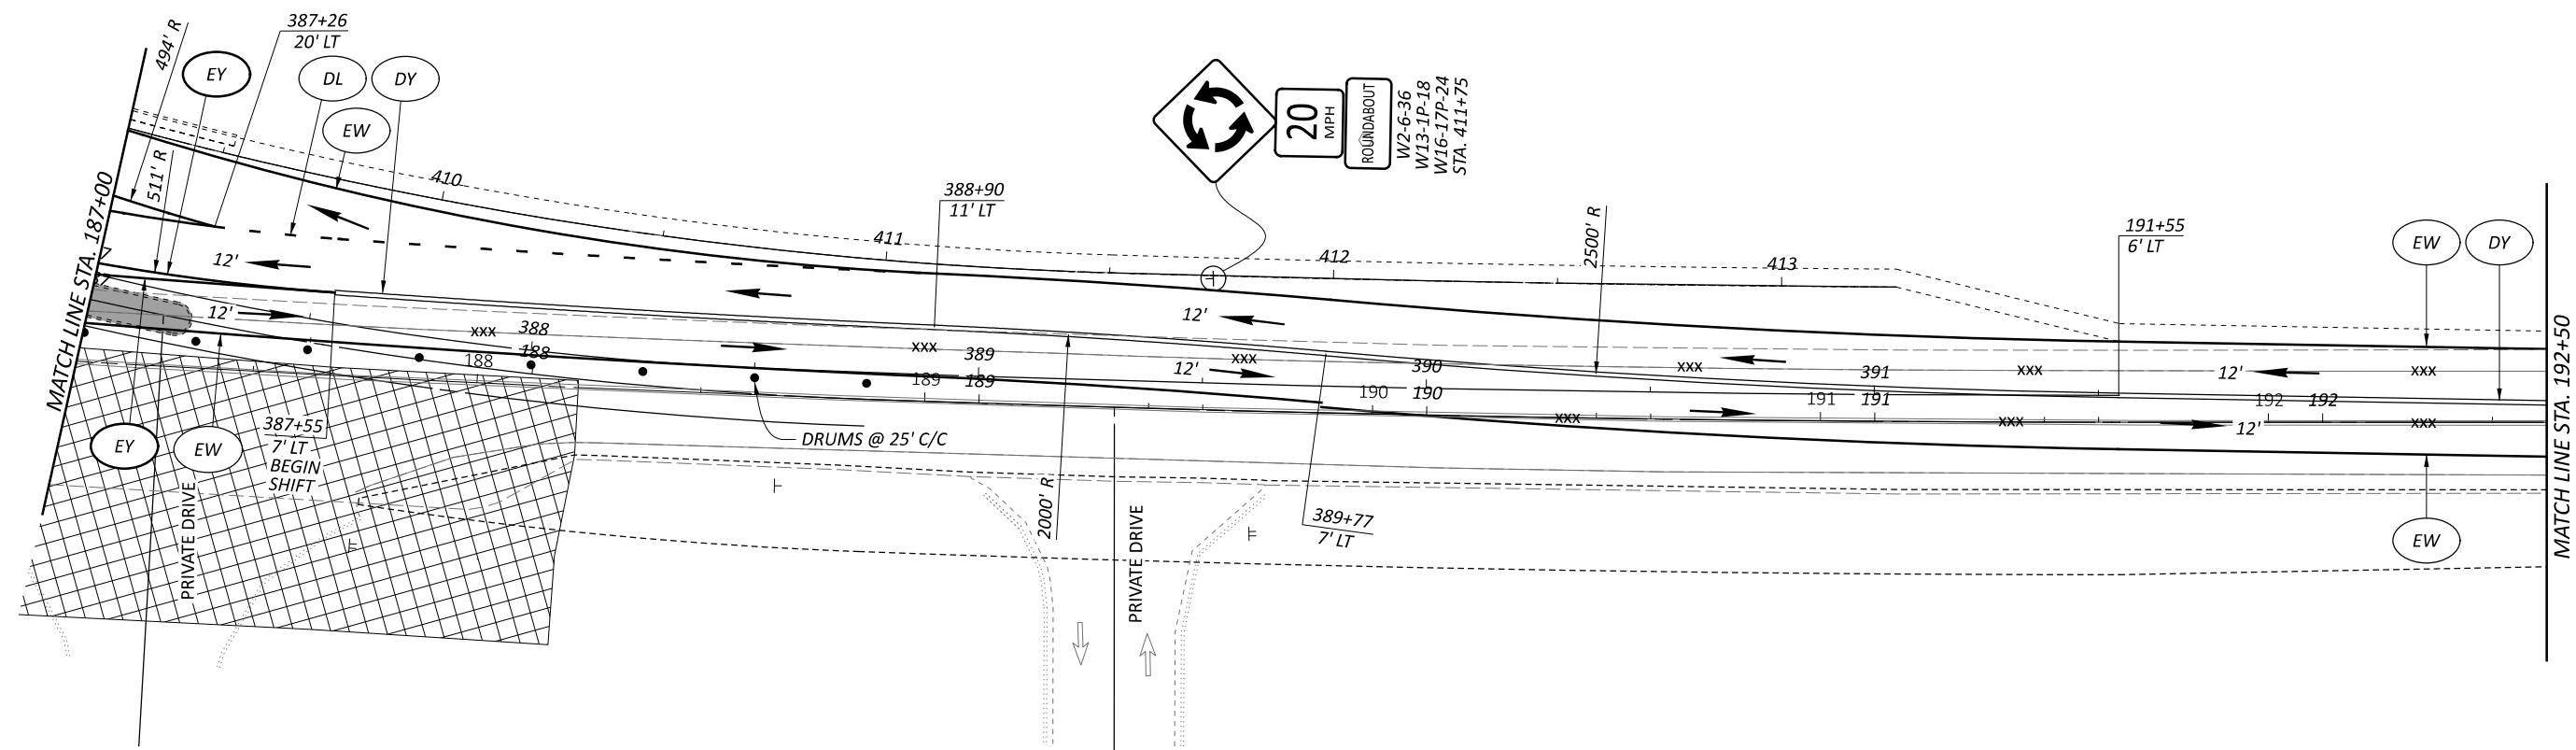 494' R
387+26
20' LT
EY
DL
DY
EW
511' R
MATCH LINE STA. 187+00
12'
12'
410
411
412
413
388+90
11' LT
20
MPH
ROUNDABOUT
W2-6-36
W13-1P-18
W16-17P-24
STA. 411+75
2500' R
191+55
6' LT
EW
DY
12'
12'
12'
12'
xxx
xxx
xxx
xxx
xxx
xxx
xxx
xxx
xxx
388
188
188
389
189
189
390
190
190
391
191
191
192
192
387+55
7' LT
BEGIN
SHIFT
EY
EW
DRUMS @ 25' C/C
PRIVATE DRIVE
2000' R
PRIVATE DRIVE
389+77
7' LT
EW
MATCH LINE STA. 192+50